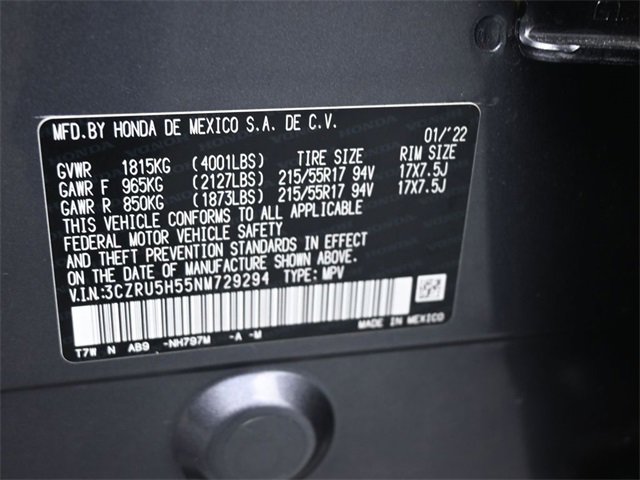 MFD.BY HONDA DE MEXICO S.A. DE C.V. 01/'22
GVWR 1815KG (4001LBS) TIRE SIZE RIM SIZE
GAWR F 965KG (2127LBS) 215/55R17 94V 17X7.5J
GAWR R 850KG (1873LBS) 215/55R17 94V 17X7.5J
THIS VEHICLE CONFORMS TO ALL APPLICABLE
FEDERAL MOTOR VEHICLE SAFETY
AND THEFT PREVENTION STANDARDS IN EFFECT
ON THE DATE OF MANUFACTURE SHOWN ABOVE.
V.I.N:3CZRU5H55NM729294 TYPE: MPV
MADE IN MEXICO
T7W N AB9 -NH797M -A -M